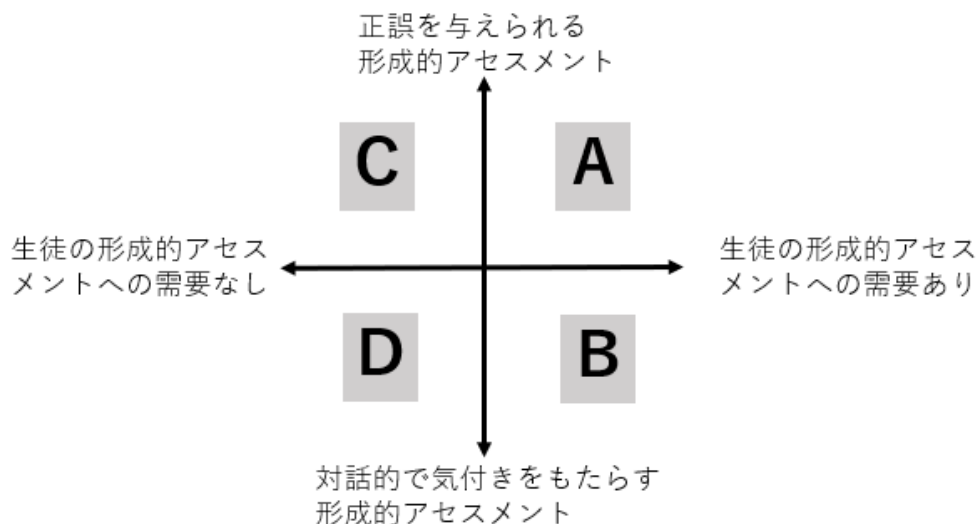 正誤を与えられる
形成的アセスメント
C
A
生徒の形成的アセス
メントへの需要なし
生徒の形成的アセス
メントへの需要あり
D
B
対話的で気付きをもたらす
形成的アセスメント